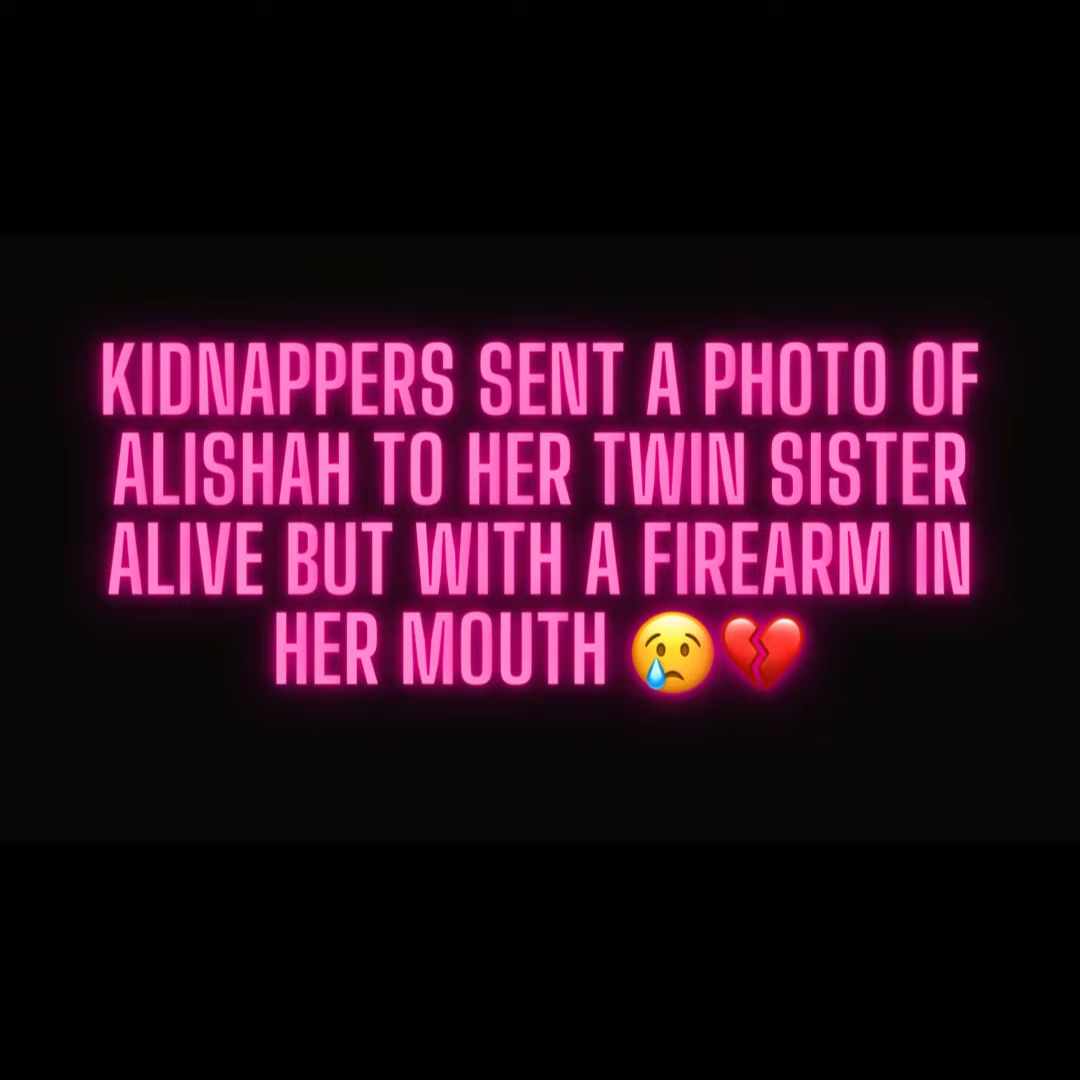 KIDNAPPERS SENT A PHOTO OF
ALISHAH TO HER TWIN SISTER
ALIVE BUT WITH A FIREARM IN
HER MOUTH 😢💔